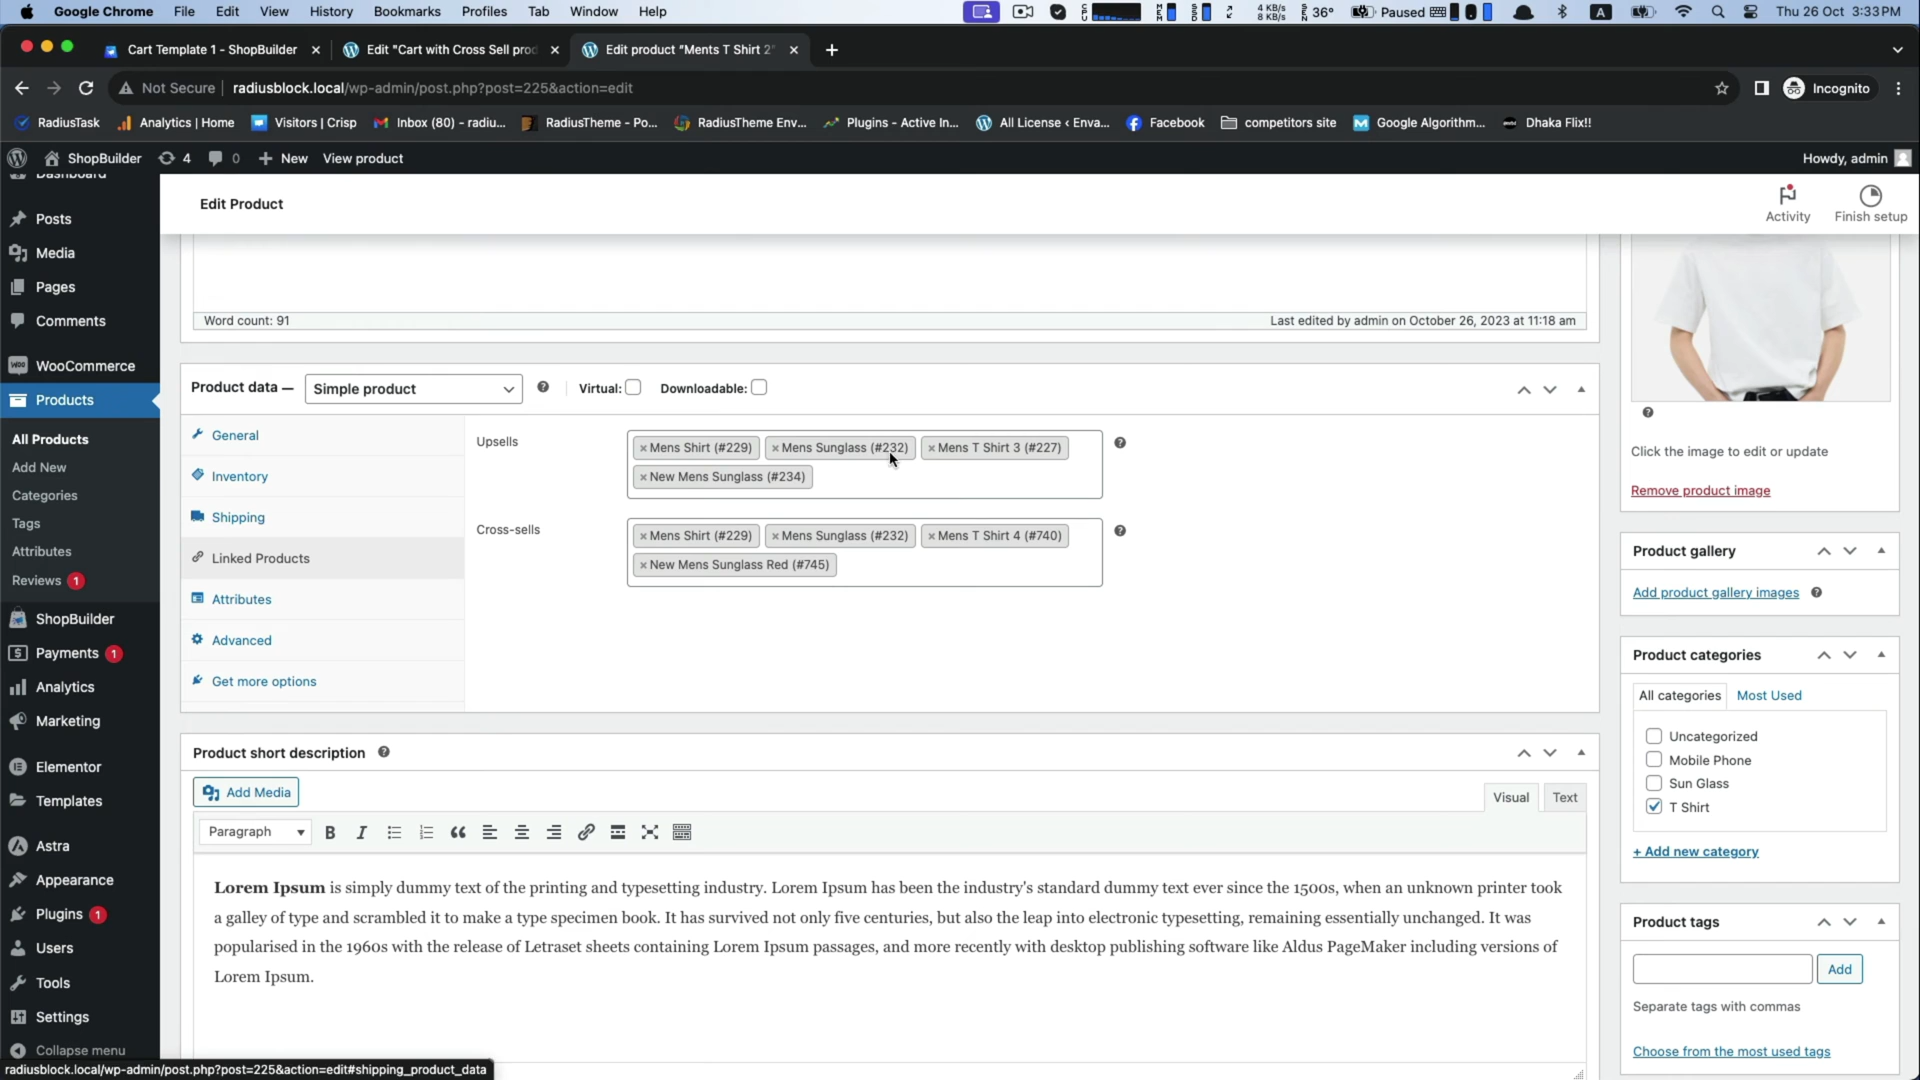 Google Chrome File Edit View History Bookmarks Profiles Tab Window Help
4 KB/s
8 KB/s
36°
Paused
A
Thu 26 Oct 3:33 PM
Cart Template 1 - ShopBuilder
Edit "Cart with Cross Sell prod
Edit product "Ments T Shirt 2"
Not Secure
radiusblock.local/wp-admin/post.php?post=225&action=edit
Incognito
RadiusTask
Analytics | Home
Visitors | Crisp
Inbox (80) - radiu...
RadiusTheme - Po...
RadiusTheme Env...
Plugins - Active In...
All License ‹ Enva...
Facebook
competitors site
Google Algorithm...
Dhaka Flix!!
ShopBuilder
4
0
New
View product
Howdy, admin
Dashboard
Posts
Media
Pages
Comments
WooCommerce
Products
All Products
Add New
Categories
Tags
Attributes
Reviews 1
ShopBuilder
Payments 1
Analytics
Marketing
Elementor
Templates
Astra
Appearance
Plugins 1
Users
Tools
Settings
Collapse menu
Edit Product
Activity
Finish setup
Word count: 91
Last edited by admin on October 26, 2023 at 11:18 am
Product data —
Simple product
Virtual:
Downloadable:
General
Inventory
Shipping
Linked Products
Attributes
Advanced
Get more options
Upsells
×Mens Shirt (#229) ×Mens Sunglass (#232) ×Mens T Shirt 3 (#227)
×New Mens Sunglass (#234)
Cross-sells
×Mens Shirt (#229) ×Mens Sunglass (#232) ×Mens T Shirt 4 (#740)
×New Mens Sunglass Red (#745)
Product short description
Add Media
Visual
Text
Paragraph
Lorem Ipsum is simply dummy text of the printing and typesetting industry. Lorem Ipsum has been the industry's standard dummy text ever since the 1500s, when an unknown printer took
a galley of type and scrambled it to make a type specimen book. It has survived not only five centuries, but also the leap into electronic typesetting, remaining essentially unchanged. It was
popularised in the 1960s with the release of Letraset sheets containing Lorem Ipsum passages, and more recently with desktop publishing software like Aldus PageMaker including versions of
Lorem Ipsum.
Click the image to edit or update
Remove product image
Product gallery
Add product gallery images
Product categories
All categories
Most Used
Uncategorized
Mobile Phone
Sun Glass
T Shirt
+ Add new category
Product tags
Add
Separate tags with commas
Choose from the most used tags
radiusblock.local/wp-admin/post.php?post=225&action=edit#shipping_product_data